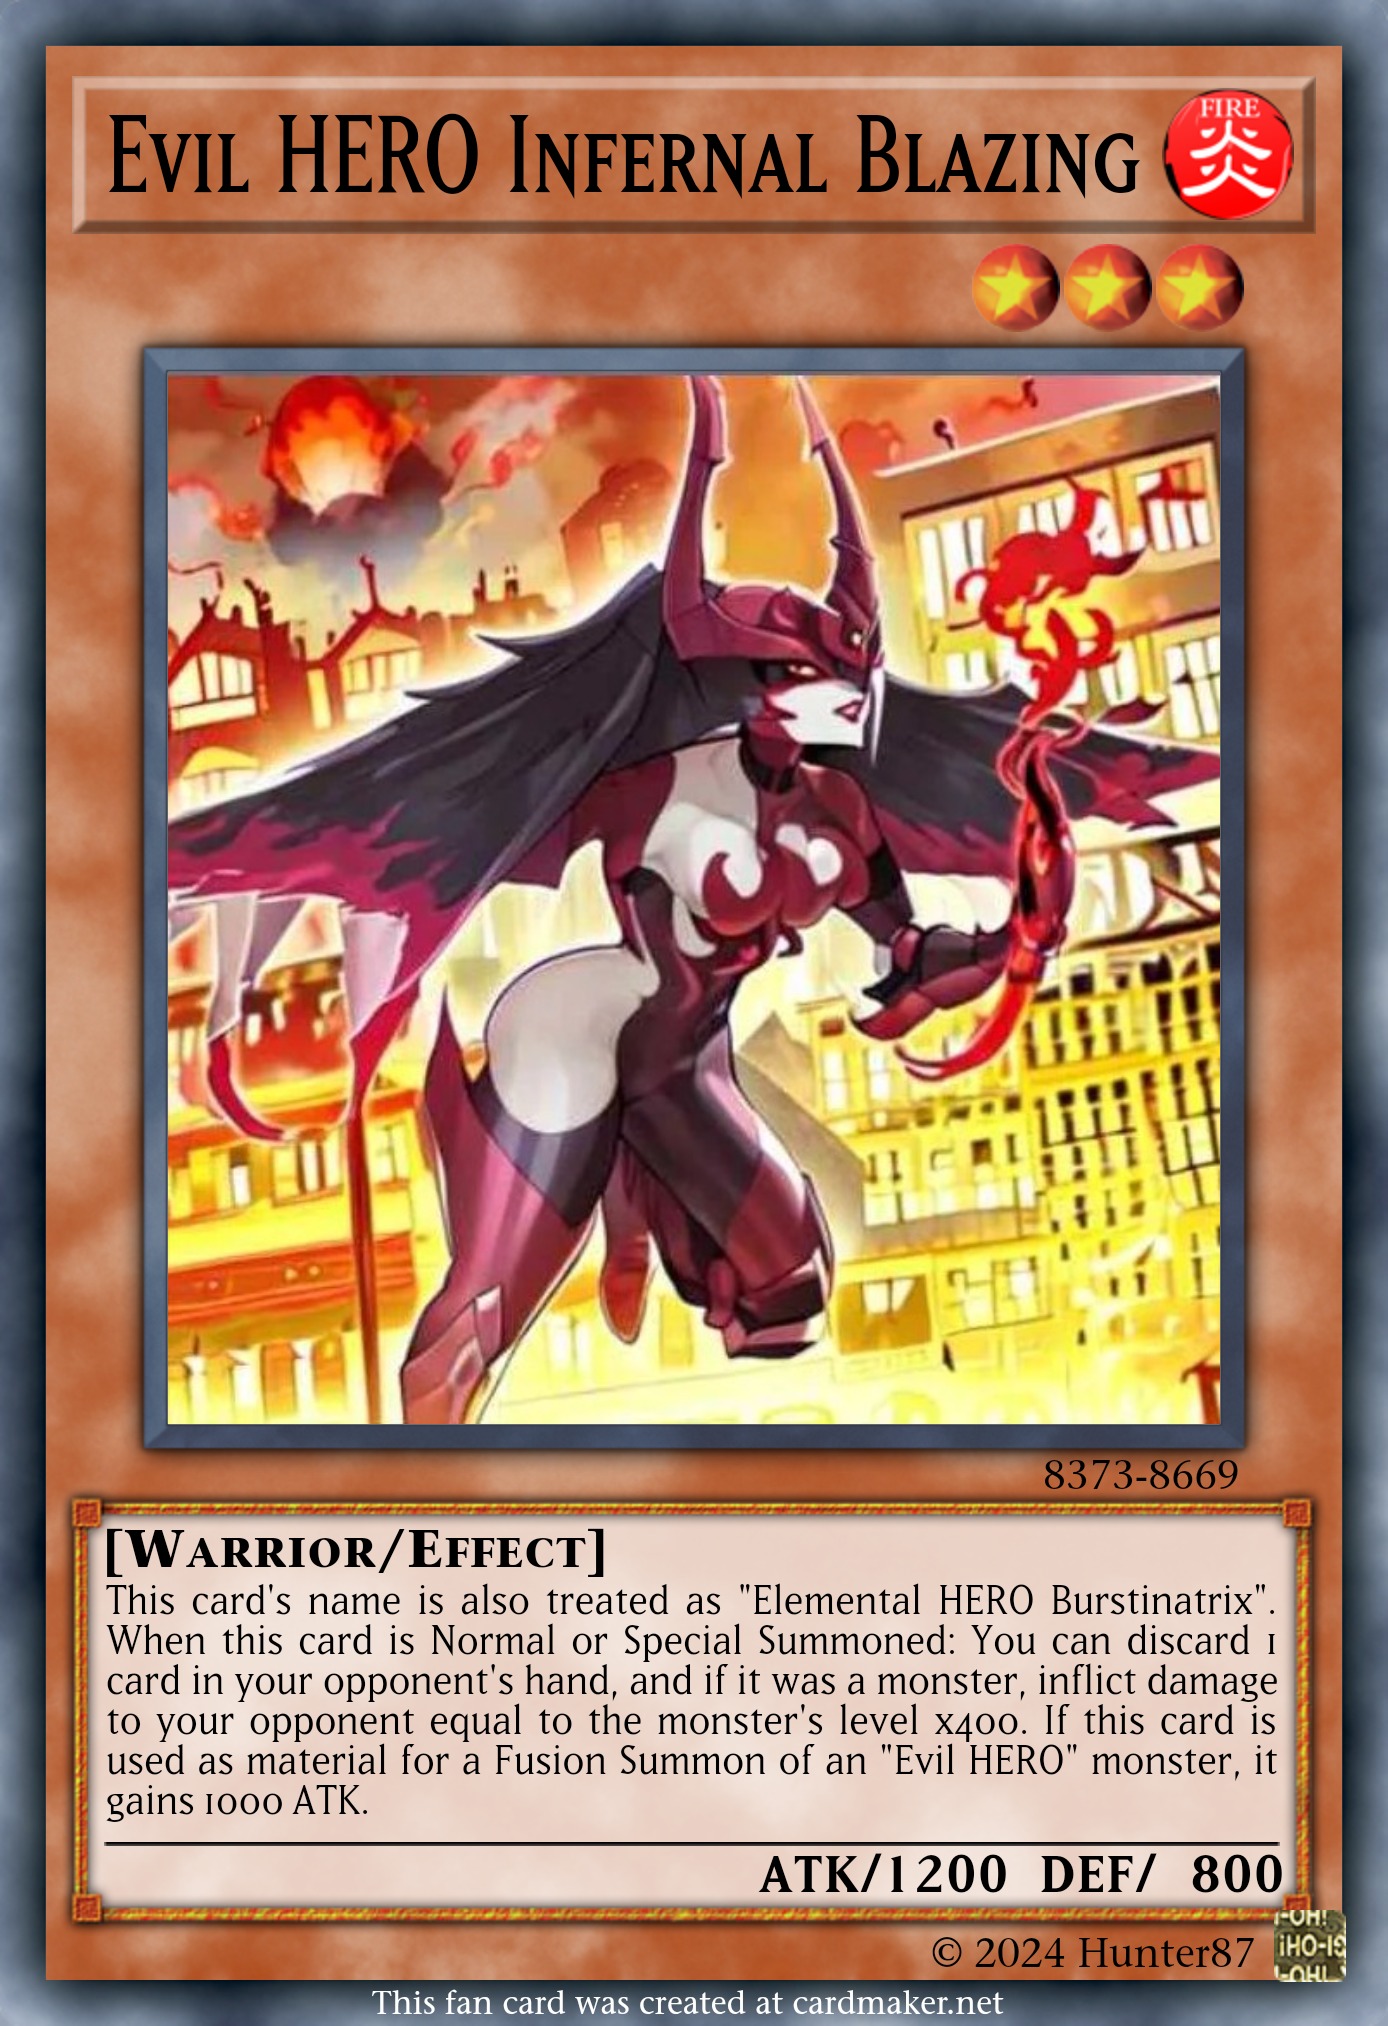 Evil HERO Infernal Blazing
FIRE
炎
8373-8669
[Warrior/Effect]
This card's name is also treated as "Elemental HERO Burstinatrix".
When this card is Normal or Special Summoned: You can discard 1
card in your opponent's hand, and if it was a monster, inflict damage
to your opponent equal to the monster's level x400. If this card is
used as material for a Fusion Summon of an "Evil HERO" monster, it
gains 1000 ATK.
ATK/1200 DEF/ 800
© 2024 Hunter87
This fan card was created at cardmaker.net